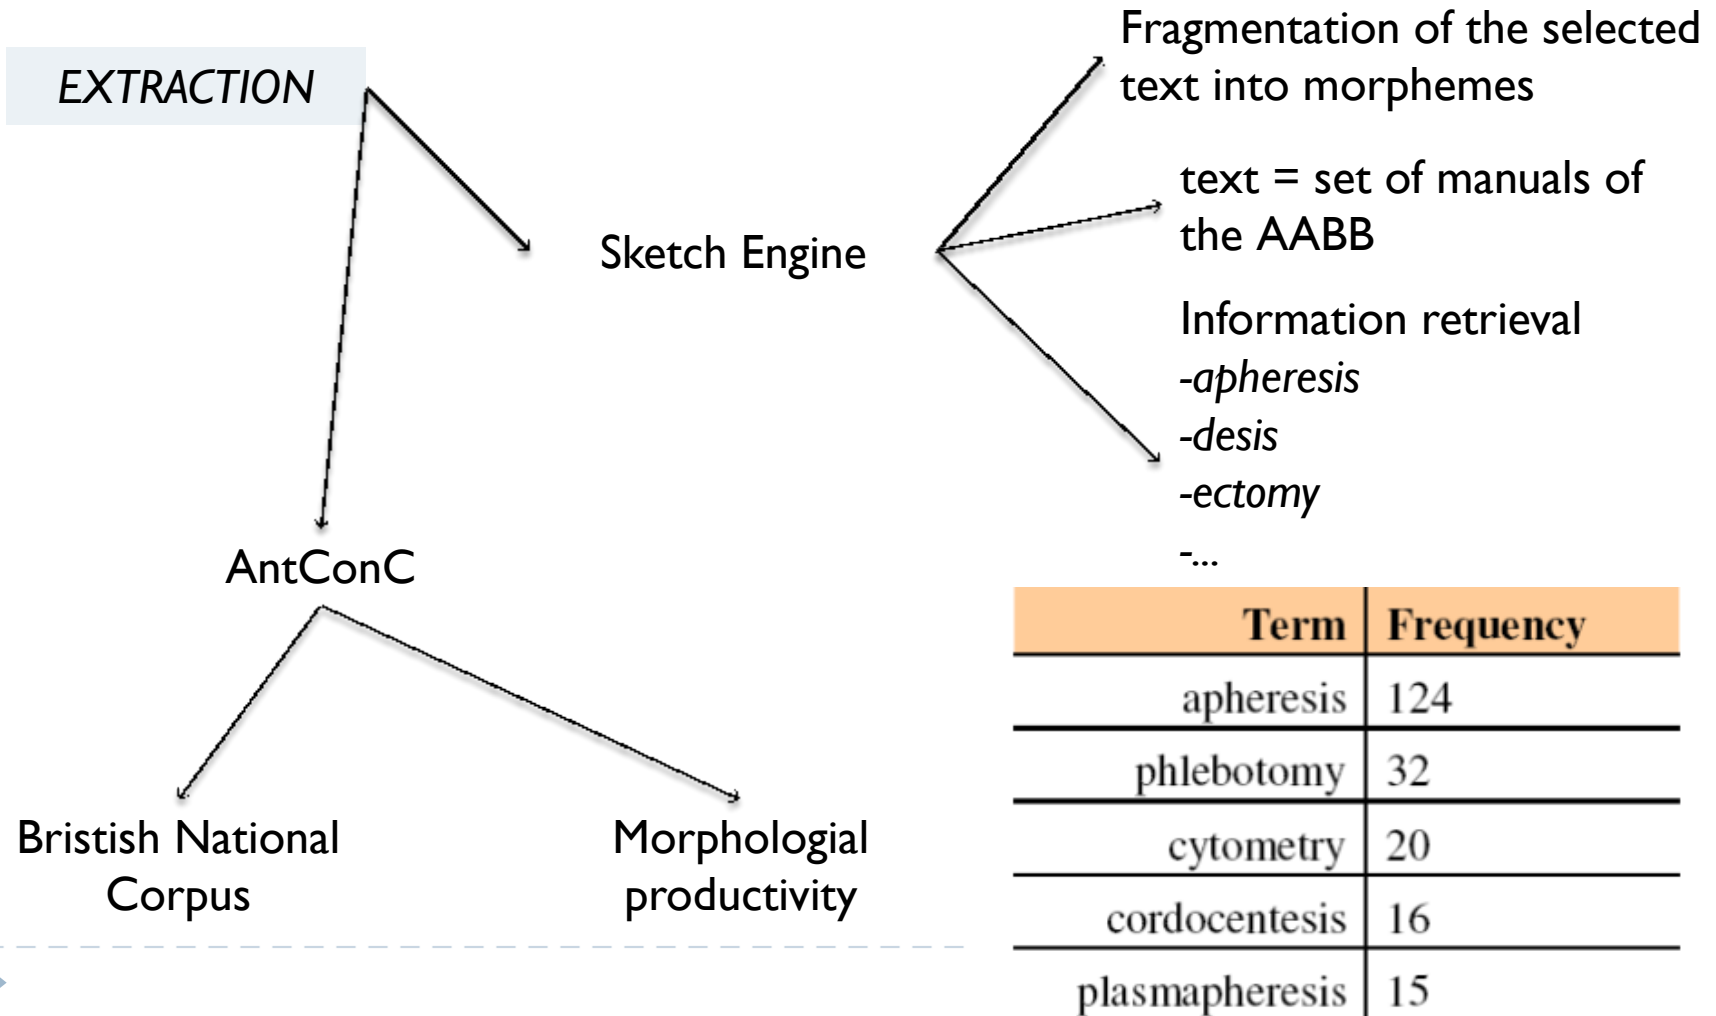 EXTRACTION
Fragmentation of the selected
text into morphemes
text = set of manuals of
the AABB
Sketch Engine
Information retrieval
-apheresis
-desis
-ectomy
-...
AntConC
Bristish National
Corpus
Morphologial
productivity
Term Frequency
apheresis 124
phlebotomy 32
cytometry 20
cordocentesis 16
plasmapheresis 15